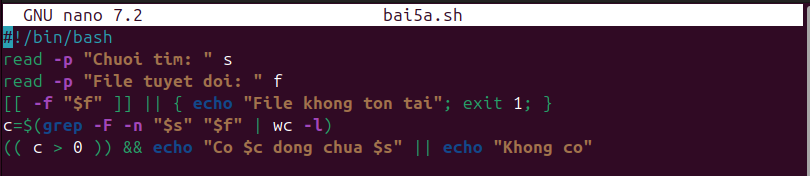 GNU nano 7.2 bai5a.sh
#!/bin/bash
read -p "Chuoi tim: " s
read -p "File tuyet doi: " f
[[ -f "$f" ]] || { echo "File khong ton tai"; exit 1; }
c=$(grep -F -n "$s" "$f" | wc -l)
(( c > 0 )) && echo "Co $c dong chua $s" || echo "Khong co"